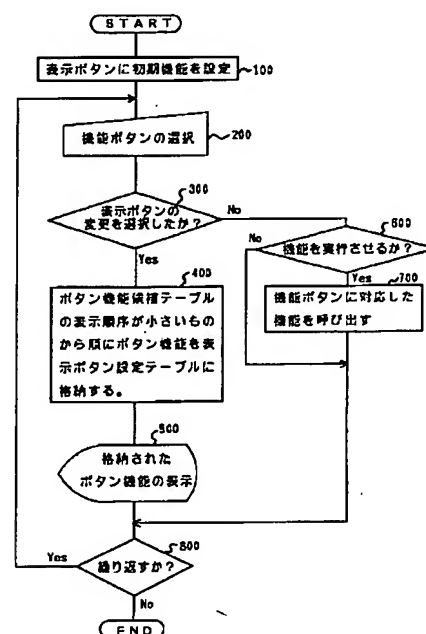 START
表示ボタンに初期機能を設定
100
機能ボタンの選択
200
300
表示ボタンの
変更を選択したか?
No
Yes
600
No
機能を実行させるか?
Yes
700
機能ボタンに対応した
機能を呼び出す
400
ボタン機能候補テーブル
の表示順序が小さいもの
から順にボタン機能を表
示ボタン設定テーブルに
格納する。
500
格納された
ボタン機能の表示
800
Yes
繰り返すか?
No
END